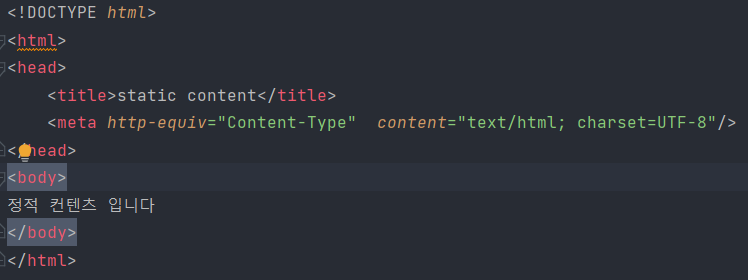 <!DOCTYPE html>
<html>
<head>
<title>static content</title>
<meta http-equiv="Content-Type"  content="text/html; charset=UTF-8"/>
</head>
<body>
정적 컨텐츠 입니다
</body>
</html>